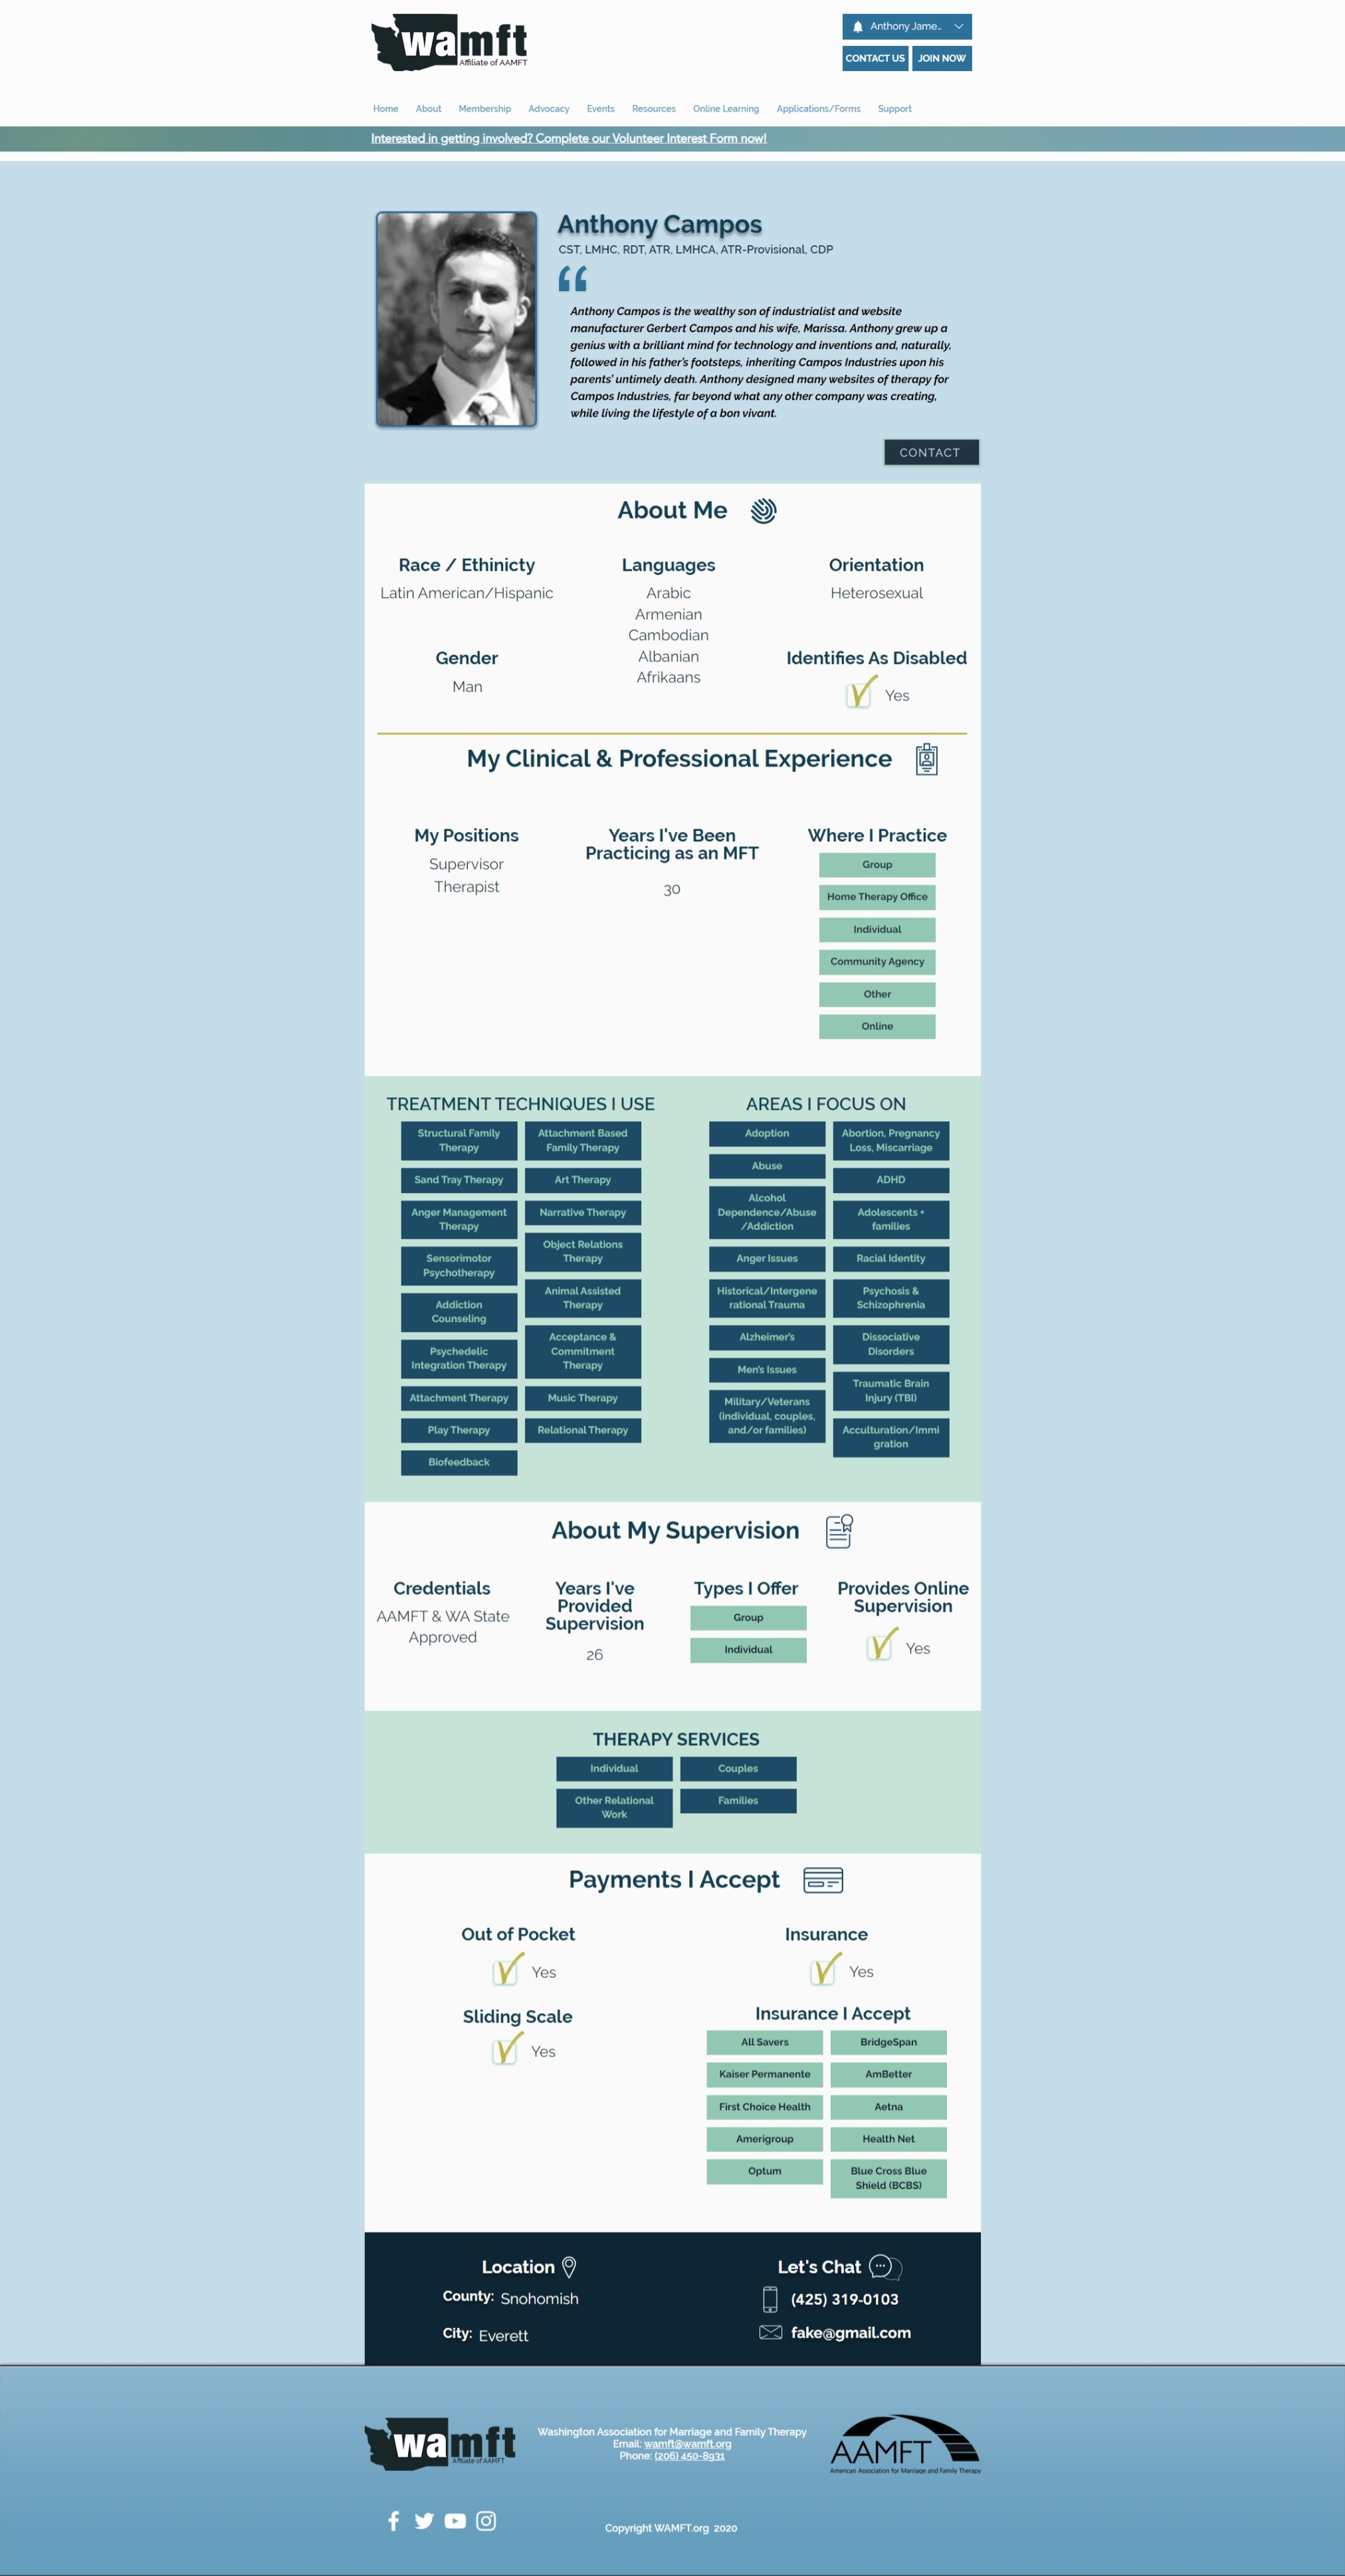 wamft
Affiliate of AAMFT
Anthony Jame...
CONTACT US
JOIN NOW
Home
About
Membership
Advocacy
Events
Resources
Online Learning
Applications/Forms
Support
Interested in getting involved? Complete our Volunteer Interest Form now!
Anthony Campos
CST, LMHC, RDT, ATR, LMHCA, ATR-Provisional, CDP
“
Anthony Campos is the wealthy son of industrialist and website
manufacturer Gerbert Campos and his wife, Marissa. Anthony grew up a
genius with a brilliant mind for technology and inventions and, naturally,
followed in his father's footsteps, inheriting Campos Industries upon his
parents' untimely death. Anthony designed many websites of therapy for
Campos Industries, far beyond what any other company was creating,
while living the lifestyle of a bon vivant.
CONTACT
About Me
Race / Ethinicty
Latin American/Hispanic
Gender
Man
Languages
Arabic
Armenian
Cambodian
Albanian
Afrikaans
Orientation
Heterosexual
Identifies As Disabled
Yes
My Clinical & Professional Experience
My Positions
Supervisor
Therapist
Years I've Been
Practicing as an MFT
30
Where I Practice
Group
Home Therapy Office
Individual
Community Agency
Other
Online
TREATMENT TECHNIQUES I USE
Structural Family
Therapy
Sand Tray Therapy
Anger Management
Therapy
Sensorimotor
Psychotherapy
Addiction
Counseling
Psychedelic
Integration Therapy
Attachment Therapy
Play Therapy
Biofeedback
Attachment Based
Family Therapy
Art Therapy
Narrative Therapy
Object Relations
Therapy
Animal Assisted
Therapy
Acceptance &
Commitment
Therapy
Music Therapy
Relational Therapy
AREAS I FOCUS ON
Adoption
Abuse
Alcohol
Dependence/Abuse
/Addiction
Anger Issues
Historical/Intergene
rational Trauma
Alzheimer's
Men's Issues
Military/Veterans
(individual, couples,
and/or families)
Abortion, Pregnancy
Loss, Miscarriage
ADHD
Adolescents +
families
Racial Identity
Psychosis &
Schizophrenia
Dissociative
Disorders
Traumatic Brain
Injury (TBI)
Acculturation/Immi
gration
About My Supervision
Credentials
AAMFT & WA State
Approved
Years I've
Provided
Supervision
26
Types I Offer
Group
Individual
Provides Online
Supervision
Yes
THERAPY SERVICES
Individual
Couples
Other Relational
Work
Families
Payments I Accept
Out of Pocket
Yes
Sliding Scale
Yes
Insurance
Yes
Insurance I Accept
All Savers
BridgeSpan
Kaiser Permanente
AmBetter
First Choice Health
Aetna
Amerigroup
Health Net
Optum
Blue Cross Blue
Shield (BCBS)
Location
County: Snohomish
City: Everett
Let's Chat
(425) 319-0103
fake@gmail.com
wamft
Affiliate of AAMFT
Washington Association for Marriage and Family Therapy
Email: wamft@wamft.org
Phone: (206) 450-8931
AAMFT
American Association for Marriage and Family Therapy
Copyright WAMFT.org 2020